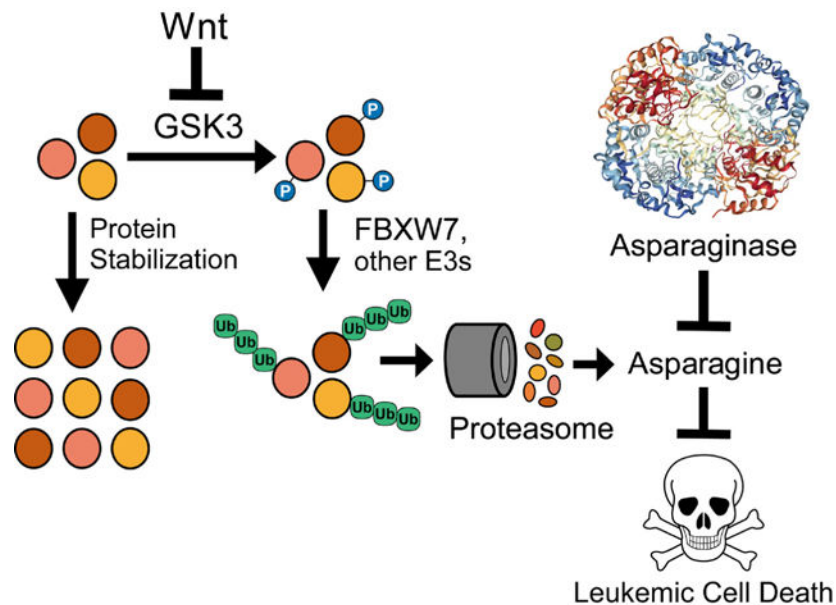 Wnt
GSK3
P
P
P
Protein
Stabilization
FBXW7,
other E3s
Asparaginase
Ub Ub Ub
Ub Ub Ub
Ub Ub Ub
Proteasome
Asparagine
Leukemic Cell Death